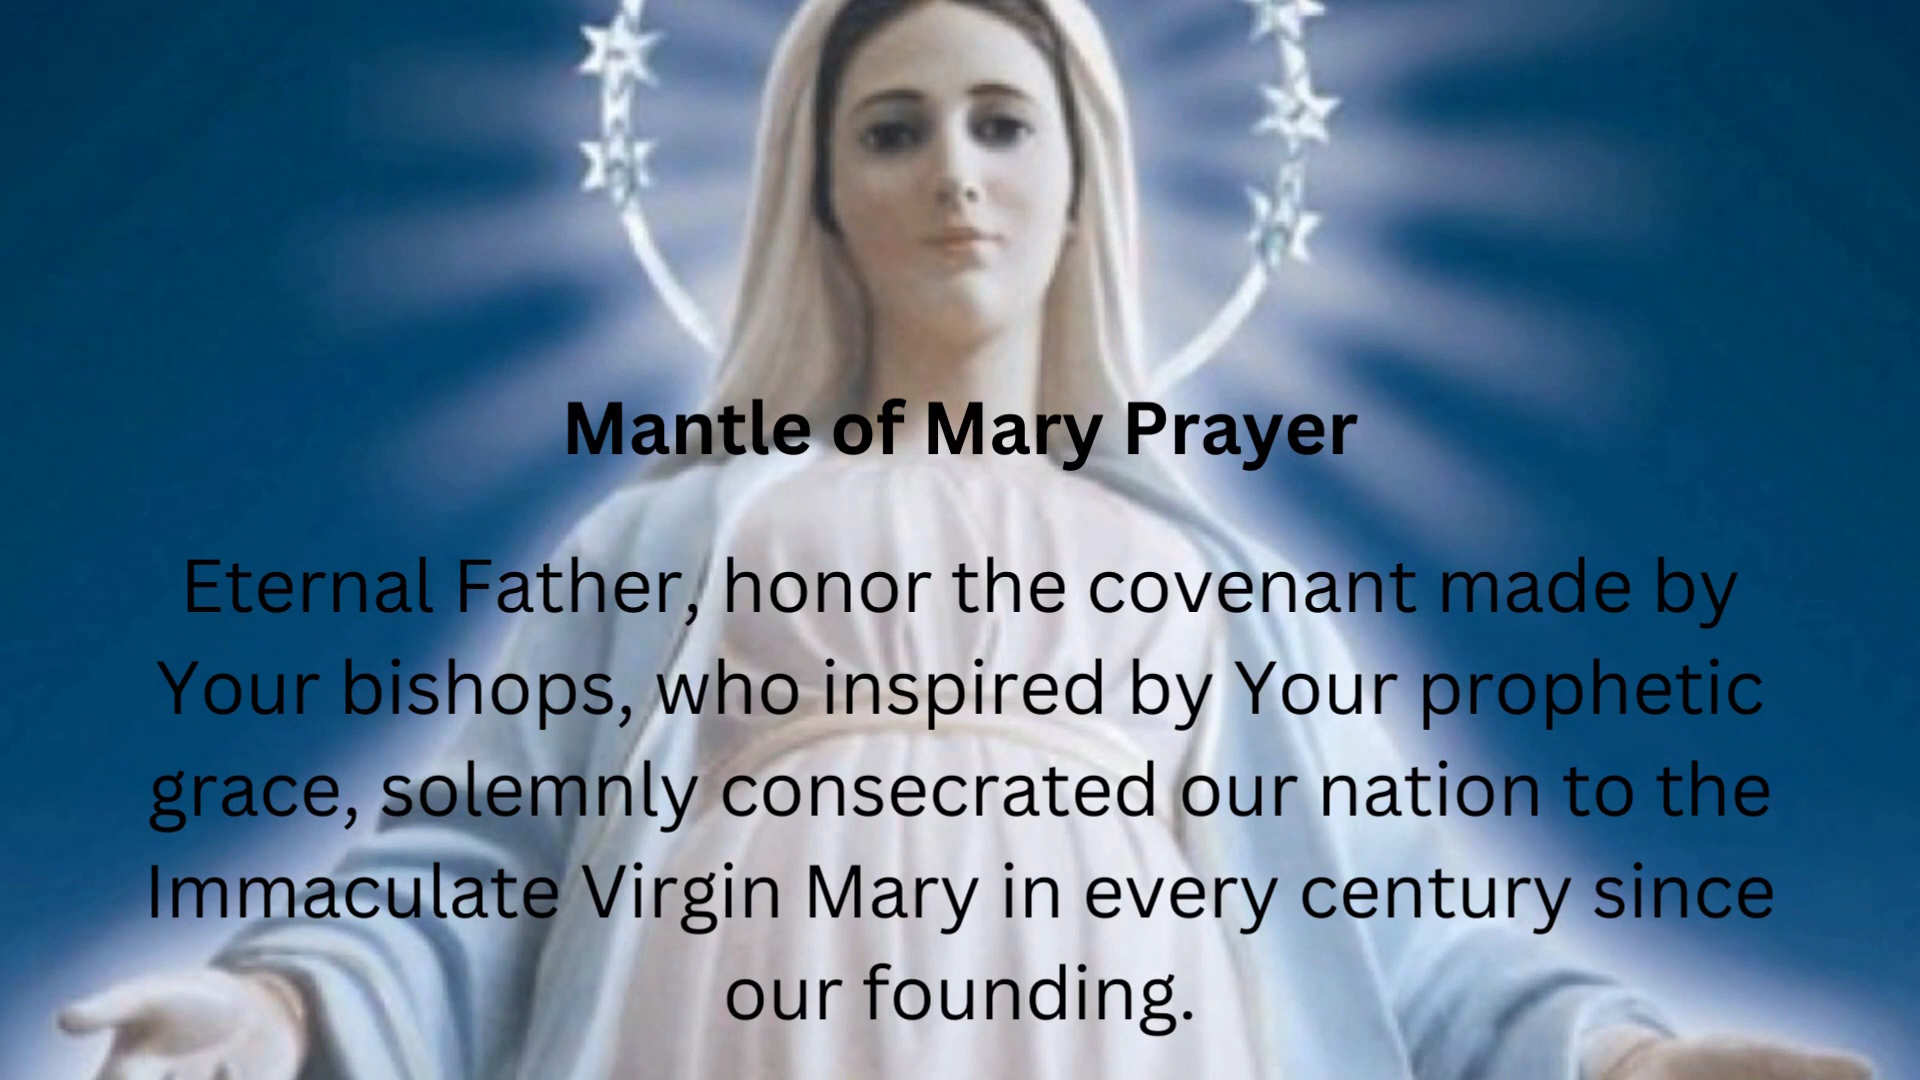 Mantle of Mary Prayer
Eternal Father, honor the covenant made by
Your bishops, who inspired by Your prophetic
grace, solemnly consecrated our nation to the
Immaculate Virgin Mary in every century since
our founding.